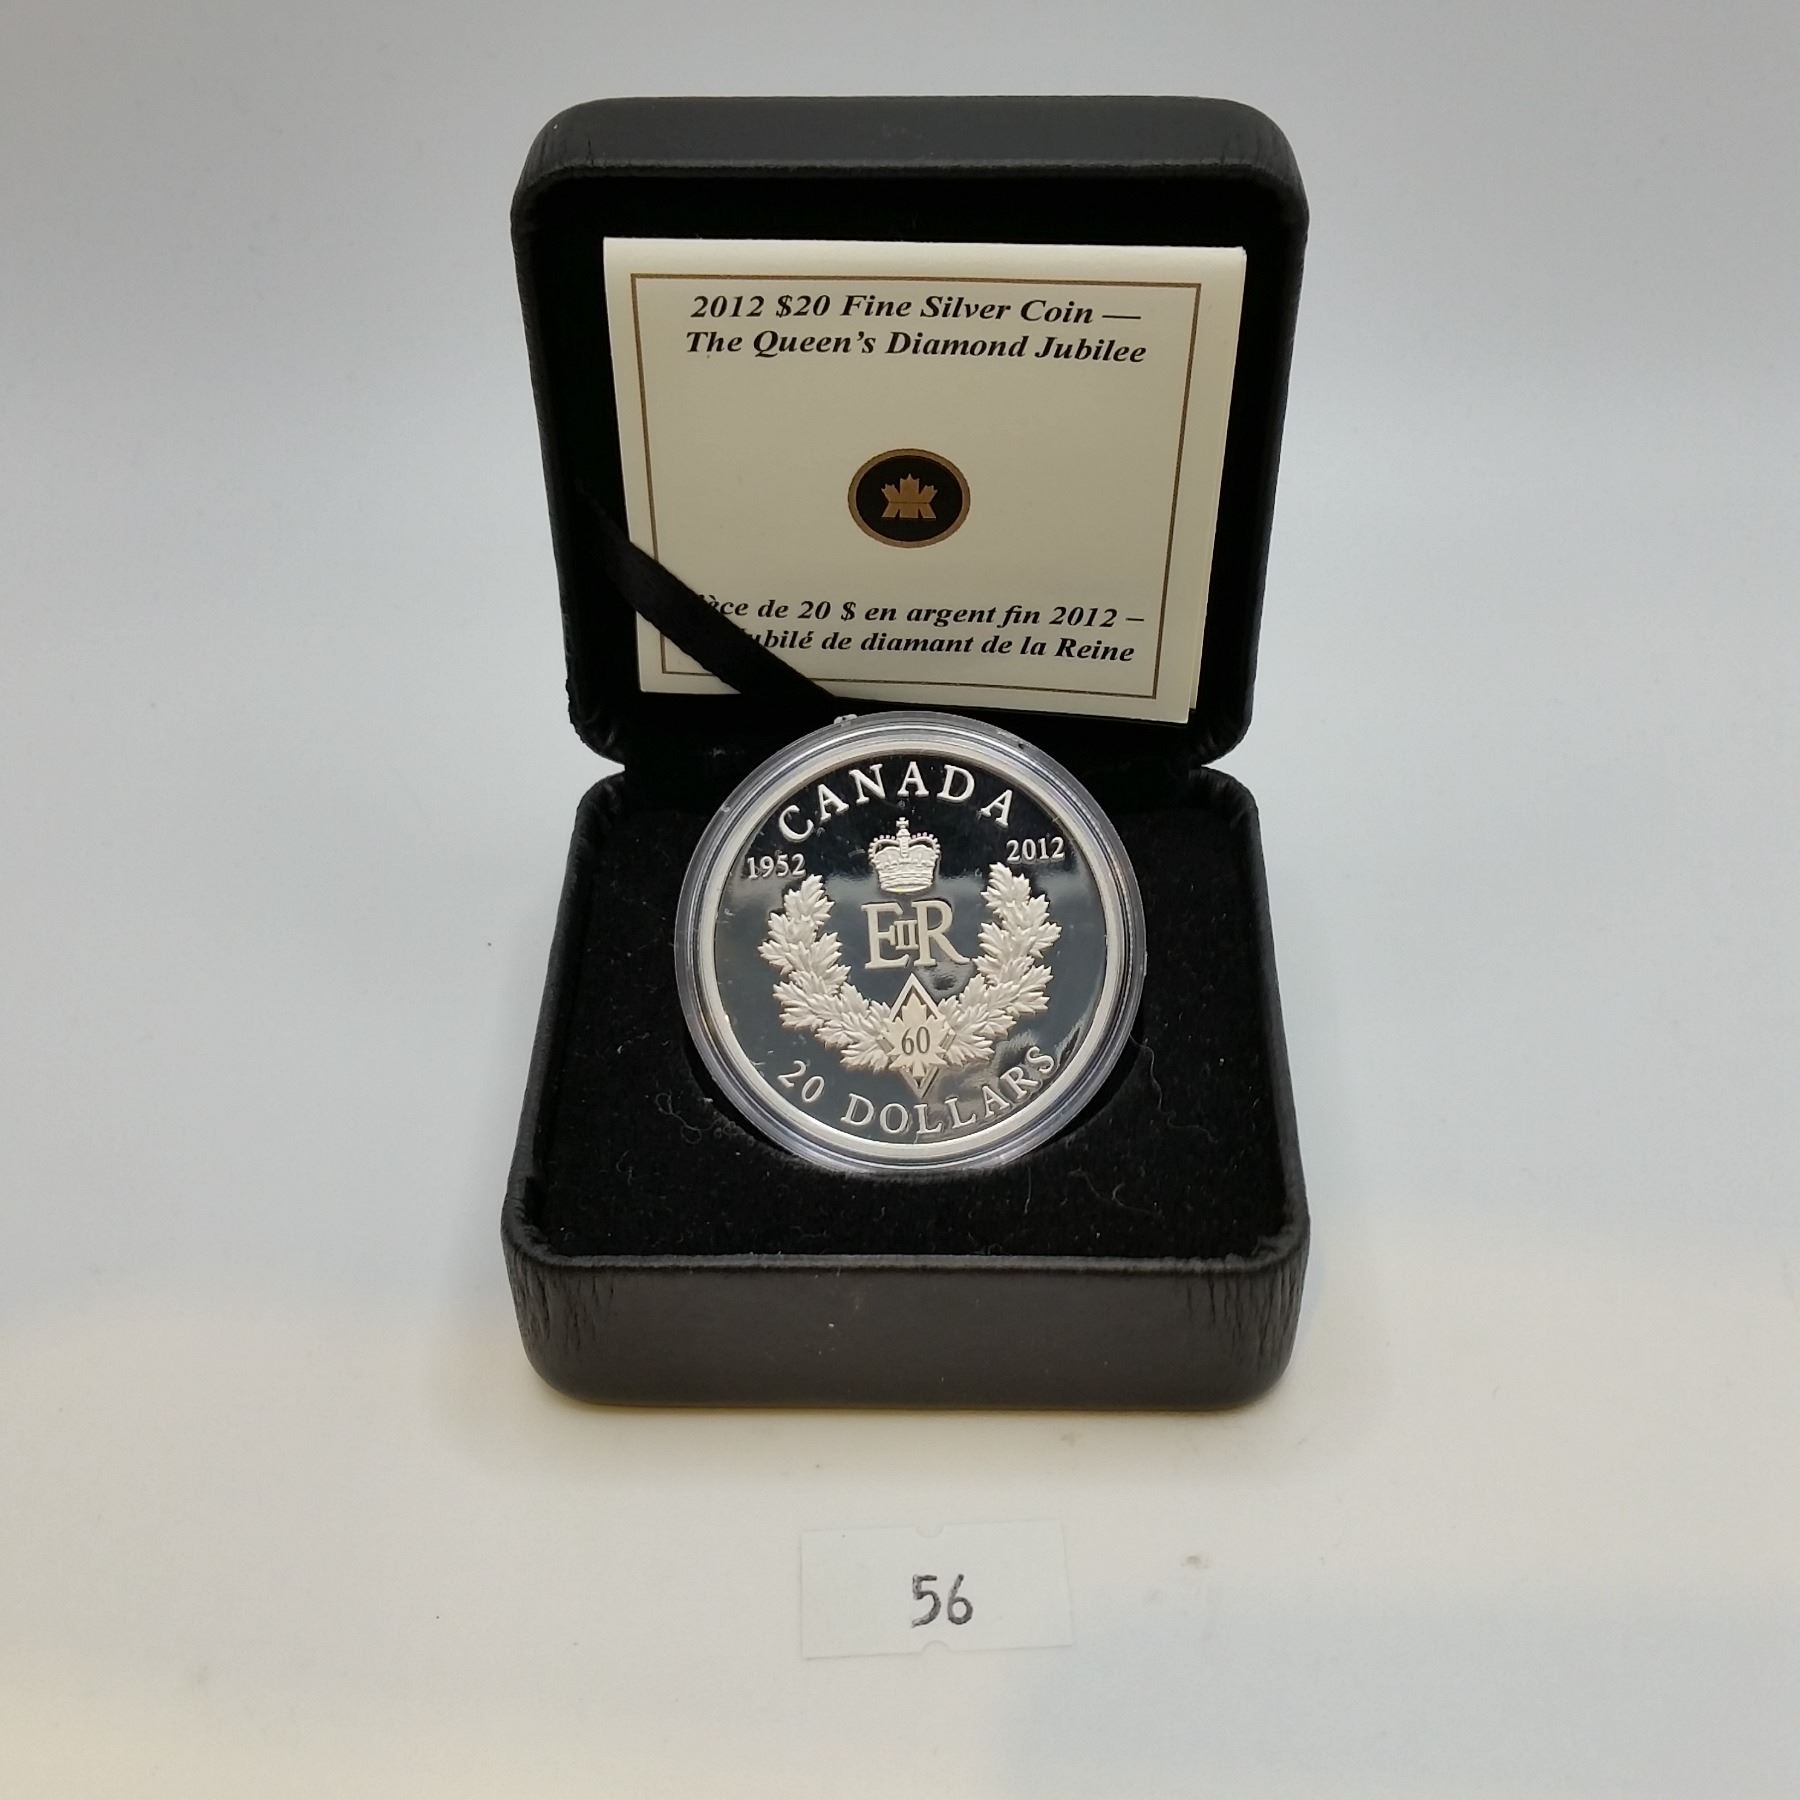 2012 $20 Fine Silver Coin —
The Queen's Diamond Jubilee
de 20 $ en argent fin 2012 –
de diamant de la Reine
CANADA
1952 2012
EIIR
60
20 DOLLARS
56